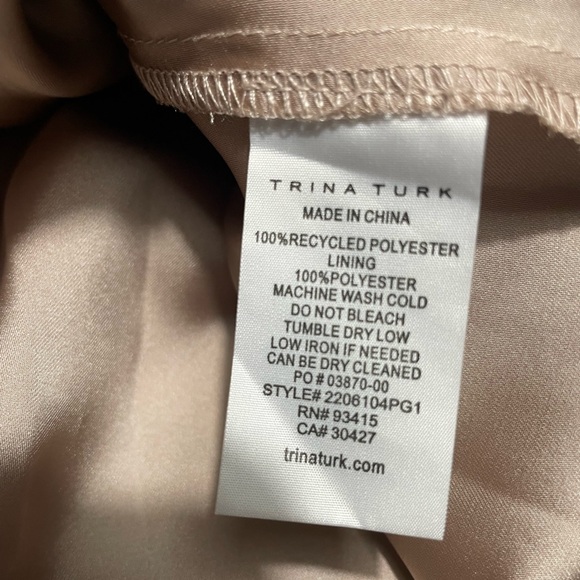 TRINA TURK
MADE IN CHINA
100%RECYCLED POLYESTER
LINING
100%POLYESTER
MACHINE WASH COLD
DO NOT BLEACH
TUMBLE DRY LOW
LOW IRON IF NEEDED
CAN BE DRY CLEANED
PO # 03870-00
STYLE# 2206104PG1
RN# 93415
CA# 30427
trinaturk.com